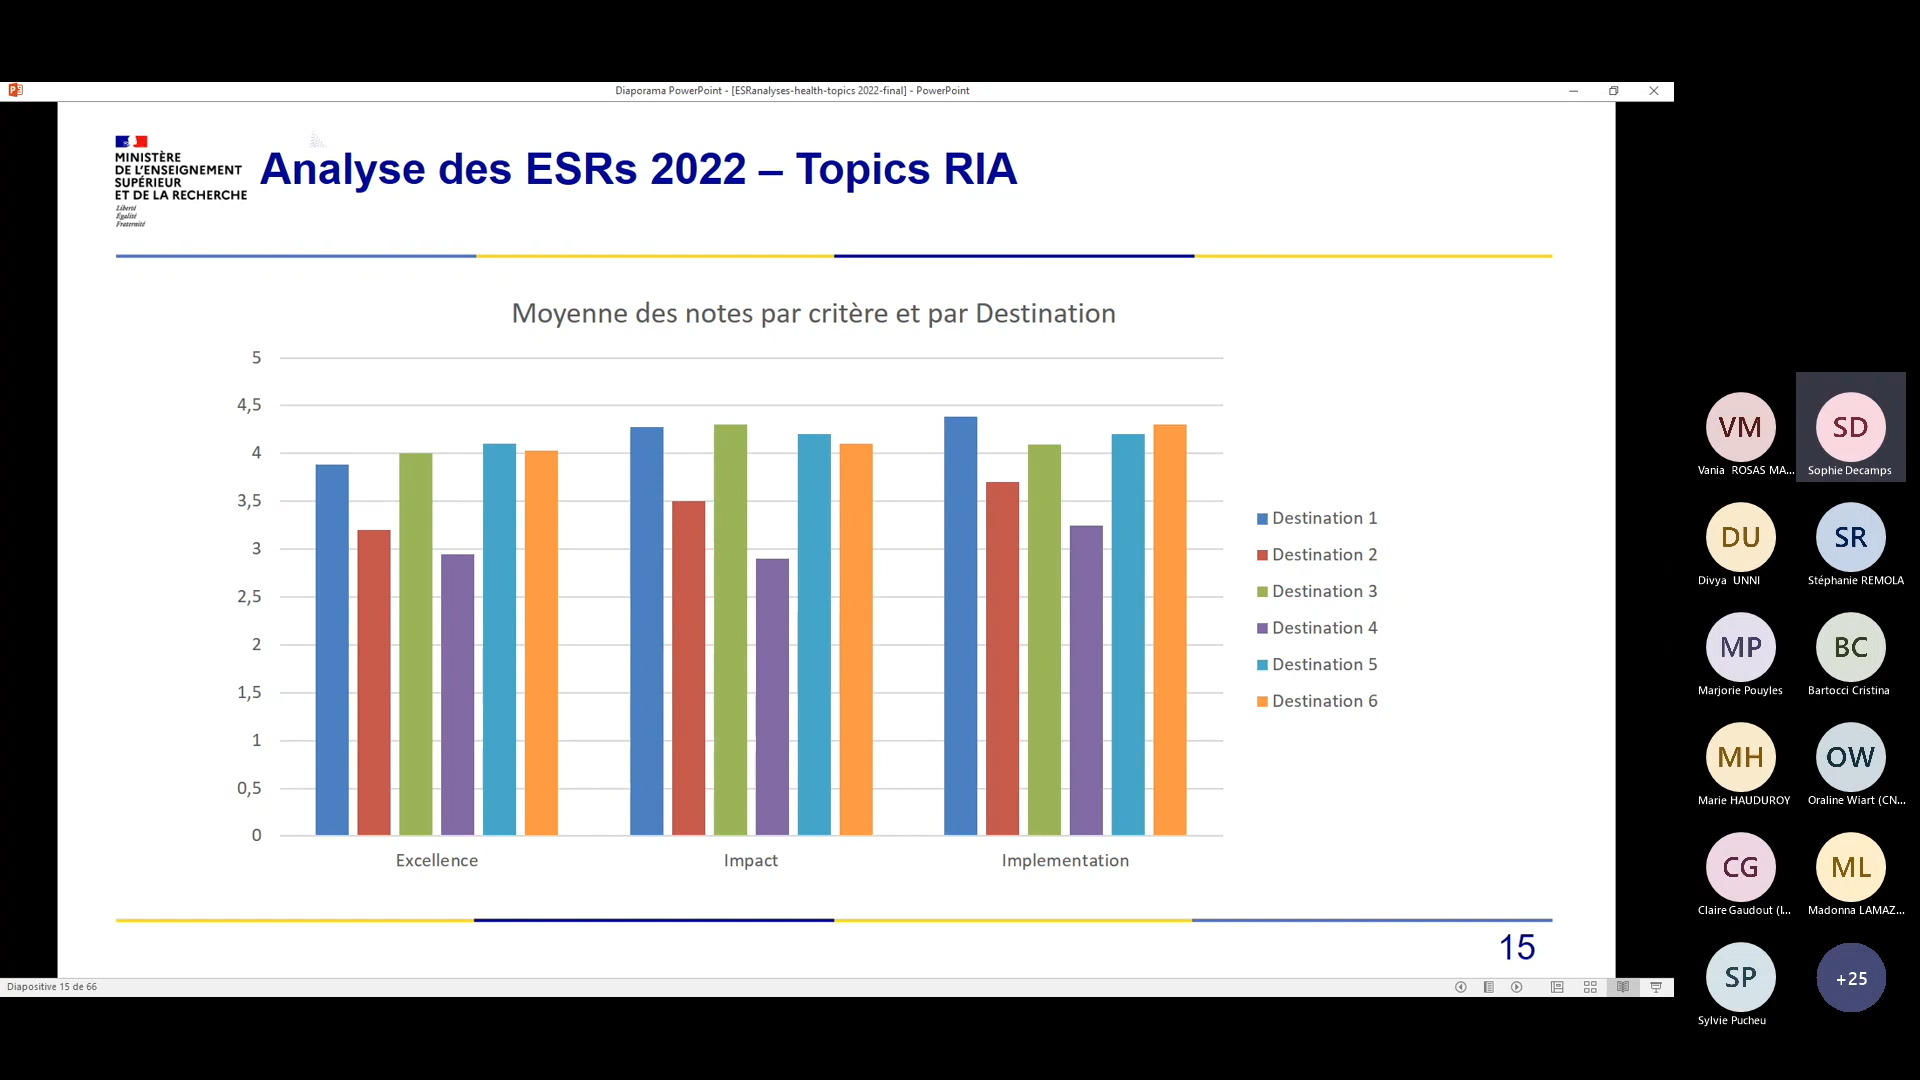 Diaporama PowerPoint - [ESRanalyses-health-topics 2022-final] - PowerPoint
MINISTÈRE
DE L'ENSEIGNEMENT
SUPÉRIEUR
ET DE LA RECHERCHE
Liberté
Égalité
Fraternité
Analyse des ESRs 2022 – Topics RIA
Moyenne des notes par critère et par Destination
5
4,5
4
3,5
3
2,5
2
1,5
1
0,5
0
Excellence
Impact
Implementation
Destination 1
Destination 2
Destination 3
Destination 4
Destination 5
Destination 6
15
Diapositive 15 de 66
VM
Vania ROSAS MA...
SD
Sophie Decamps
DU
Divya UNNI
SR
Stéphanie REMOLA
MP
Marjorie Pouyles
BC
Bartocci Cristina
MH
Marie HAUDUROY
OW
Oraline Wiart (CN...
CG
Claire Gaudout (I...
ML
Madonna LAMAZ...
SP
Sylvie Pucheu
+25